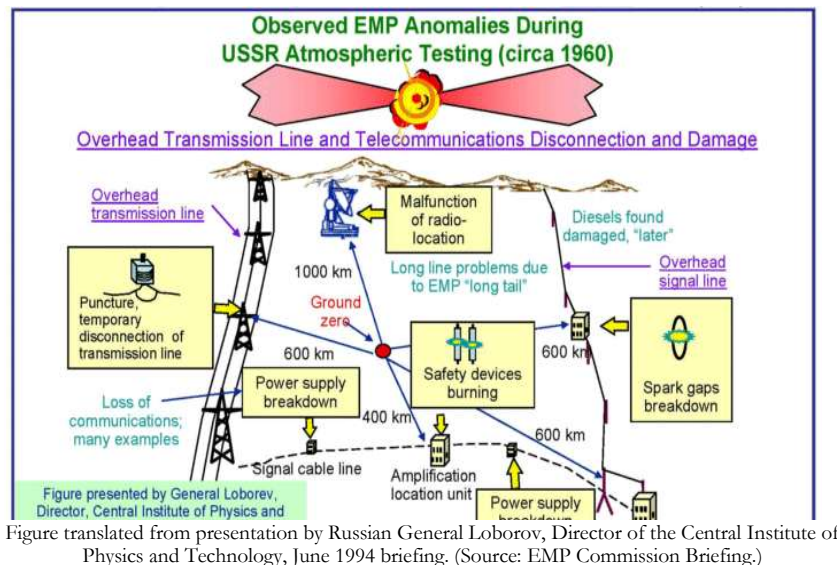 Observed EMP Anomalies During
USSR Atmospheric Testing (circa 1960)
Overhead Transmission Line and Telecommunications Disconnection and Damage
Overhead
transmission line
Malfunction
of radio-
location
Diesels found
damaged, “later”
1000 km
Long line problems due
to EMP “long tail”
Overhead
signal line
Puncture,
temporary
disconnection of
transmission line
Ground
zero
600 km
Safety devices
burning
600 km
Spark gaps
breakdown
Power supply
breakdown
Loss of
communications;
many examples
400 km
600 km
Signal cable line
Amplification
location unit
Power supply
breakdown
Figure presented by General Loborev,
Director, Central Institute of Physics and
Figure translated from presentation by Russian General Loborov, Director of the Central Institute of
Physics and Technology, June 1994 briefing. (Source: EMP Commission Briefing.)